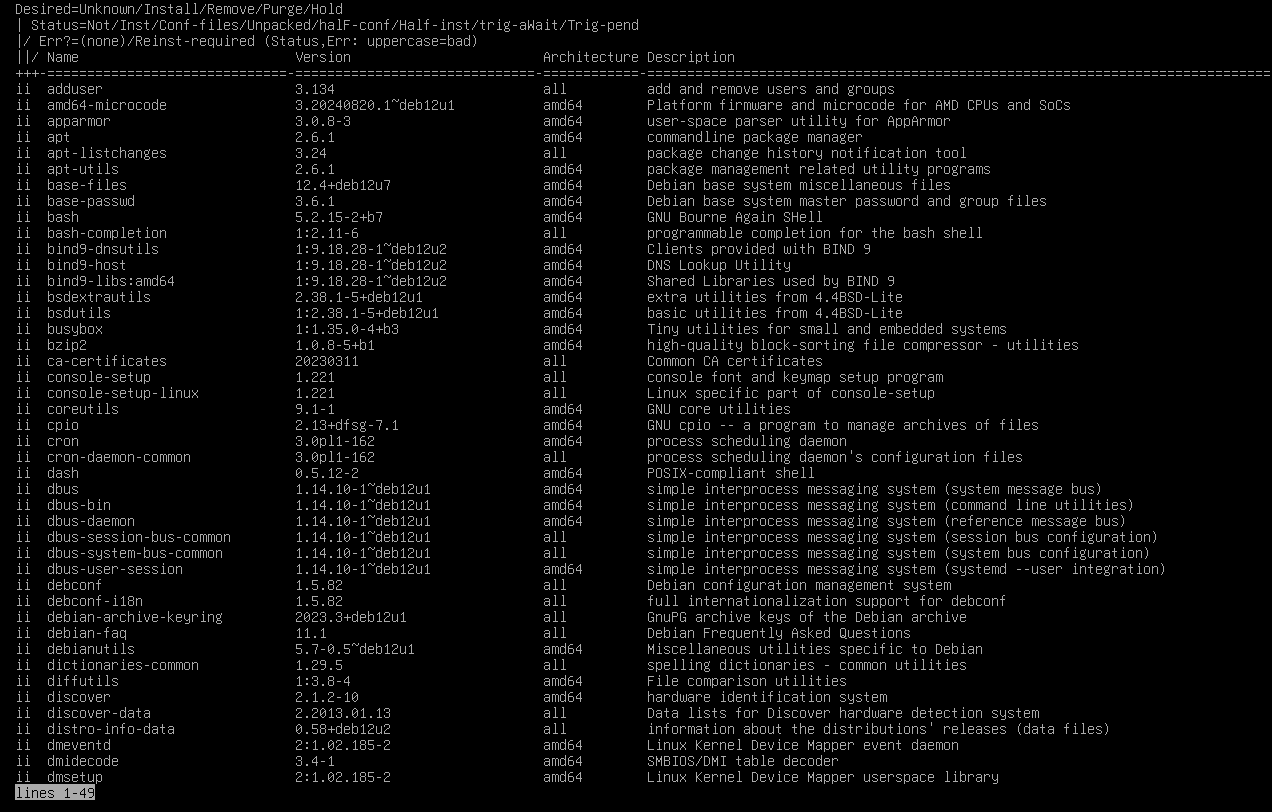 Desired=Unknown/Install/Remove/Purge/Hold
| Status=Not/Inst/Conf-files/Unpacked/halF-conf/Half-inst/trig-aWait/Trig-pend
|/ Err?=(none)/Reinst-required (Status,Err: uppercase=bad)
||/ Name                           Version                        Architecture Description
+++-==============================-==============================-============-===============================================================================
ii  adduser                        3.134                          all          add and remove users and groups
ii  amd64-microcode                3.20240820.1~deb12u1           amd64        Platform firmware and microcode for AMD CPUs and SoCs
ii  apparmor                       3.0.8-3                        amd64        user-space parser utility for AppArmor
ii  apt                            2.6.1                          amd64        commandline package manager
ii  apt-listchanges                3.24                           all          package change history notification tool
ii  apt-utils                      2.6.1                          amd64        package management related utility programs
ii  base-files                     12.4+deb12u7                   amd64        Debian base system miscellaneous files
ii  base-passwd                    3.6.1                          amd64        Debian base system master password and group files
ii  bash                           5.2.15-2+b7                    amd64        GNU Bourne Again SHell
ii  bash-completion                1:2.11-6                       all          programmable completion for the bash shell
ii  bind9-dnsutils                 1:9.18.28-1~deb12u2            amd64        Clients provided with BIND 9
ii  bind9-host                     1:9.18.28-1~deb12u2            amd64        DNS Lookup Utility
ii  bind9-libs:amd64               1:9.18.28-1~deb12u2            amd64        Shared Libraries used by BIND 9
ii  bsdextrautils                  2.38.1-5+deb12u1               amd64        extra utilities from 4.4BSD-Lite
ii  bsdutils                       1:2.38.1-5+deb12u1             amd64        basic utilities from 4.4BSD-Lite
ii  busybox                        1:1.35.0-4+b3                  amd64        Tiny utilities for small and embedded systems
ii  bzip2                          1.0.8-5+b1                     amd64        high-quality block-sorting file compressor - utilities
ii  ca-certificates                20230311                       all          Common CA certificates
ii  console-setup                  1.221                          all          console font and keymap setup program
ii  console-setup-linux            1.221                          all          Linux specific part of console-setup
ii  coreutils                      9.1-1                          amd64        GNU core utilities
ii  cpio                           2.13+dfsg-7.1                  amd64        GNU cpio -- a program to manage archives of files
ii  cron                           3.0pl1-162                     amd64        process scheduling daemon
ii  cron-daemon-common             3.0pl1-162                     all          process scheduling daemon's configuration files
ii  dash                           0.5.12-2                       amd64        POSIX-compliant shell
ii  dbus                           1.14.10-1~deb12u1              amd64        simple interprocess messaging system (system message bus)
ii  dbus-bin                       1.14.10-1~deb12u1              amd64        simple interprocess messaging system (command line utilities)
ii  dbus-daemon                    1.14.10-1~deb12u1              amd64        simple interprocess messaging system (reference message bus)
ii  dbus-session-bus-common        1.14.10-1~deb12u1              all          simple interprocess messaging system (session bus configuration)
ii  dbus-system-bus-common         1.14.10-1~deb12u1              all          simple interprocess messaging system (system bus configuration)
ii  dbus-user-session              1.14.10-1~deb12u1              amd64        simple interprocess messaging system (systemd --user integration)
ii  debconf                        1.5.82                         all          Debian configuration management system
ii  debconf-i18n                   1.5.82                         all          full internationalization support for debconf
ii  debian-archive-keyring         2023.3+deb12u1                 all          GnuPG archive keys of the Debian archive
ii  debian-faq                     11.1                           all          Debian Frequently Asked Questions
ii  debianutils                    5.7-0.5~deb12u1                amd64        Miscellaneous utilities specific to Debian
ii  dictionaries-common            1.29.5                         all          spelling dictionaries - common utilities
ii  diffutils                      1:3.8-4                        amd64        File comparison utilities
ii  discover                       2.1.2-10                       amd64        hardware identification system
ii  discover-data                  2.2013.01.13                   all          Data lists for Discover hardware detection system
ii  distro-info-data               0.58+deb12u2                   all          information about the distributions' releases (data files)
ii  dmeventd                       2:1.02.185-2                   amd64        Linux Kernel Device Mapper event daemon
ii  dmidecode                      3.4-1                          amd64        SMBIOS/DMI table decoder
ii  dmsetup                        2:1.02.185-2                   amd64        Linux Kernel Device Mapper userspace library
lines 1-49